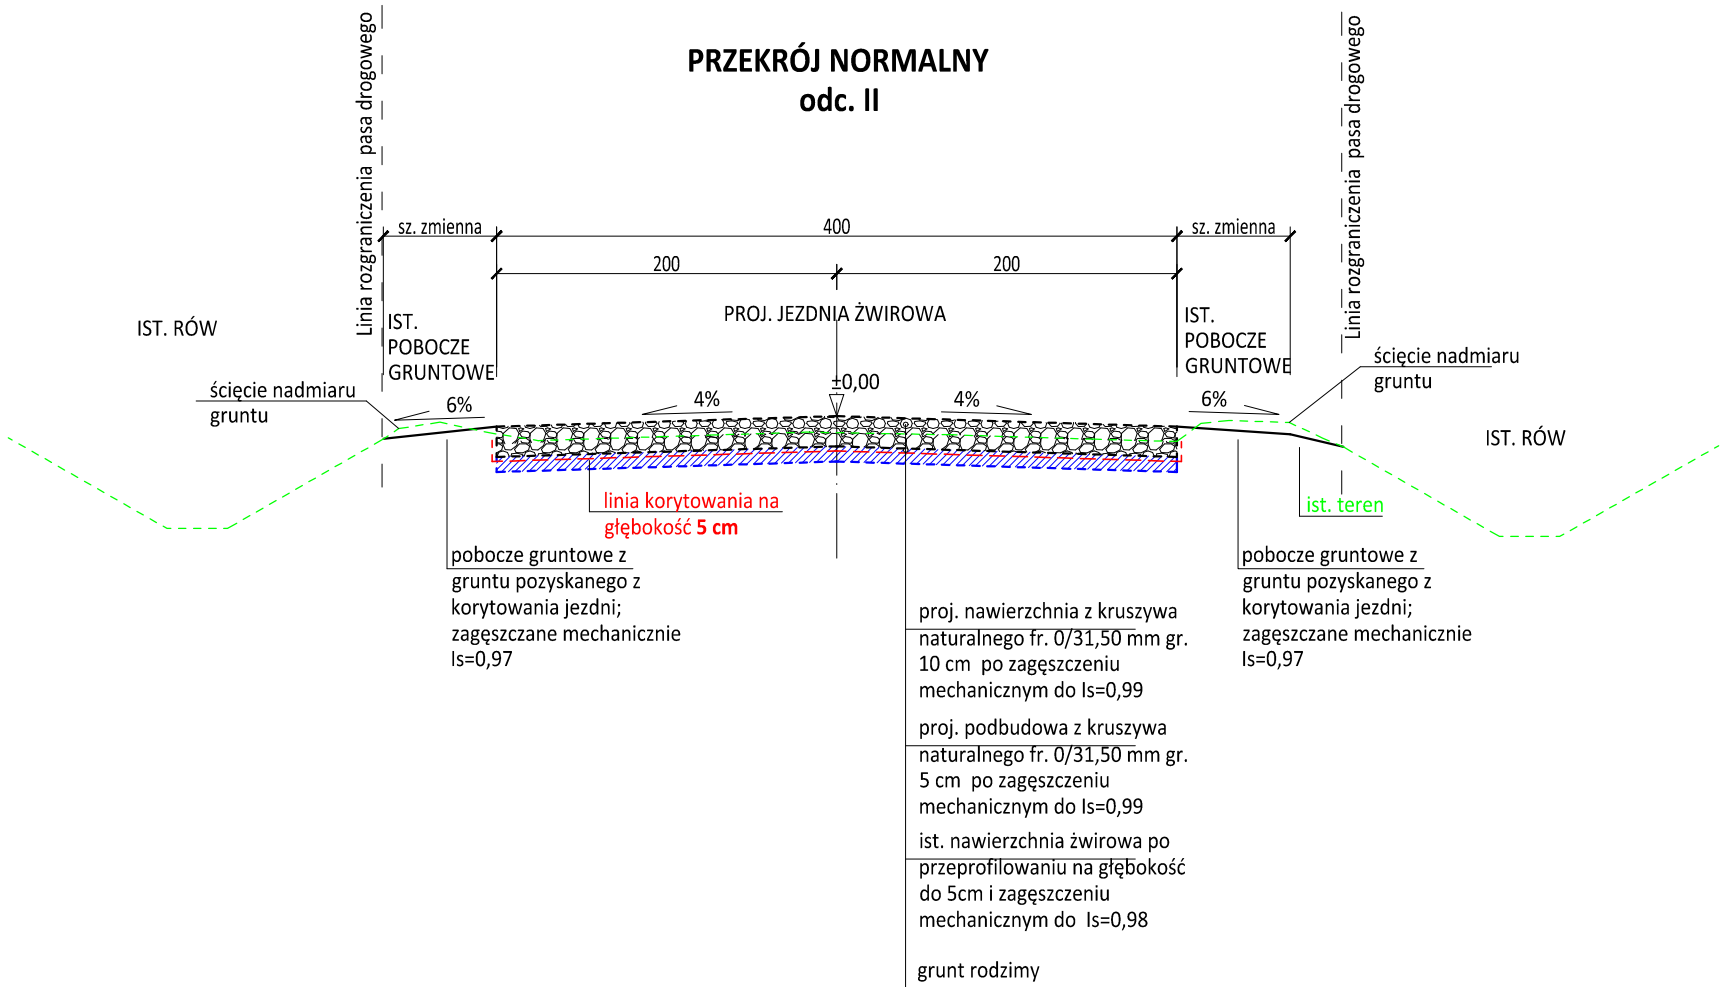 PRZEKRÓJ NORMALNY
odc. II
Linia rozgraniczenia pasa drogowego
Linia rozgraniczenia pasa drogowego
sz. zmienna
400
sz. zmienna
200
200
PROJ. JEZDNIA ŻWIROWA
IST. RÓW
IST.
POBOCZE
GRUNTOWE
IST.
POBOCZE
GRUNTOWE
ścięcie nadmiaru
gruntu
ścięcie nadmiaru
gruntu
±0,00
6%
4%
4%
6%
IST. RÓW
linia korytowania na
głębokość 5 cm
ist. teren
pobocze gruntowe z
gruntu pozyskanego z
korytowania jezdni;
zagęszczane mechanicznie
Is=0,97
pobocze gruntowe z
gruntu pozyskanego z
korytowania jezdni;
zagęszczane mechanicznie
Is=0,97
proj. nawierzchnia z kruszywa
naturalnego fr. 0/31,50 mm gr.
10 cm po zagęszczeniu
mechanicznym do Is=0,99
proj. podbudowa z kruszywa
naturalnego fr. 0/31,50 mm gr.
5 cm po zagęszczeniu
mechanicznym do Is=0,99
ist. nawierzchnia żwirowa po
przeprofilowaniu na głębokość
do 5cm i zagęszczeniu
mechanicznym do Is=0,98
grunt rodzimy